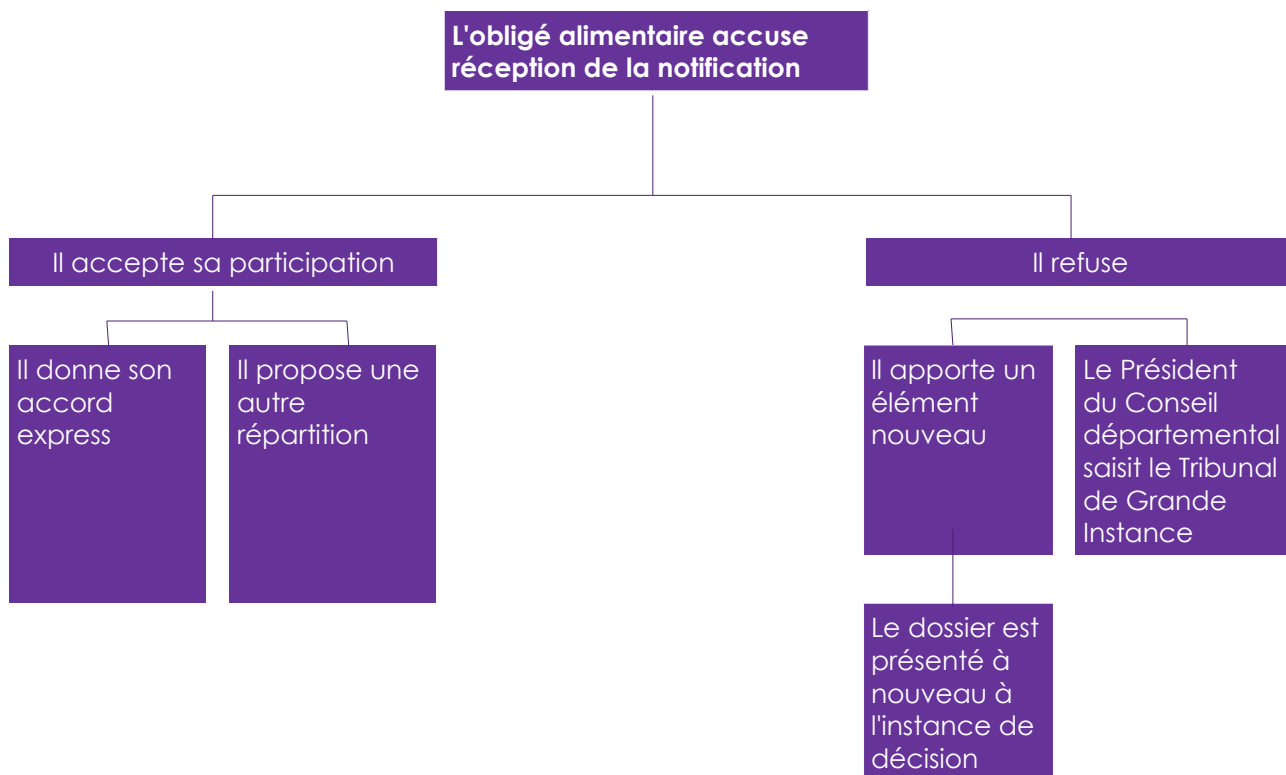 L'obligé alimentaire accuse
réception de la notification
Il accepte sa participation
Il refuse
Il donne son
accord
express
Il propose une
autre
répartition
Il apporte un
élément
nouveau
Le Président
du Conseil
départemental
saisit le Tribunal
de Grande
Instance
Le dossier est
présenté à
nouveau à
l'instance de
décision